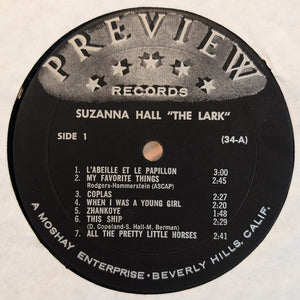 PREVIEW
RECORDS
SUZANNA HALL "THE LARK"
SIDE 1
(34-A)
1. L'ABEILLE ET LE PAPILLON 3:00
2. MY FAVORITE THINGS 2:45
Rodgers-Hammerstein (ASCAP)
3. COPLAS 2:27
4. WHEN I WAS A YOUNG GIRL 2:20
5. ZHANKOYE 1:48
6. THIS SHIP 2:29
(D. Copeland-S. Hall-M. Berman)
7. ALL THE PRETTY LITTLE HORSES 2:41
A MOSHAY ENTERPRISE · BEVERLY HILLS, CALIF.